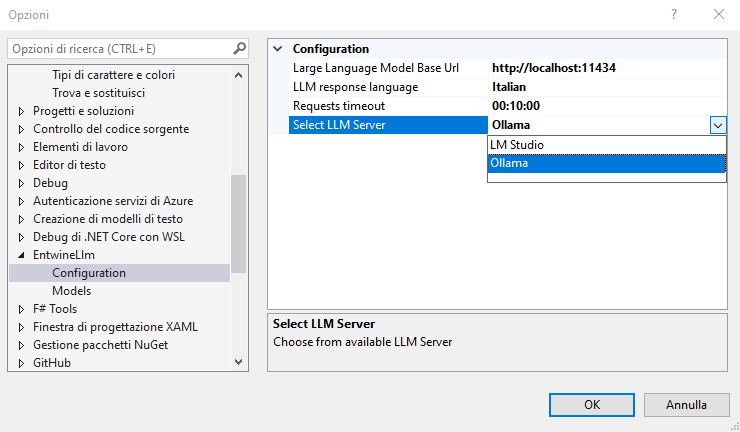 Opzioni
Opzioni di ricerca (CTRL+E)
Tipi di carattere e colori
Trova e sostituisci
Progetti e soluzioni
Controllo del codice sorgente
Elementi di lavoro
Editor di testo
Debug
Autenticazione servizi di Azure
Creazione di modelli di testo
Debug di .NET Core con WSL
EntwineLlm
Configuration
Models
F# Tools
Finestra di progettazione XAML
Gestione pacchetti NuGet
GitHub
Configuration
Large Language Model Base Url http://localhost:11434
LLM response language Italian
Requests timeout 00:10:00
Select LLM Server Ollama
LM Studio
Ollama
Select LLM Server
Choose from available LLM Server
OK Annulla